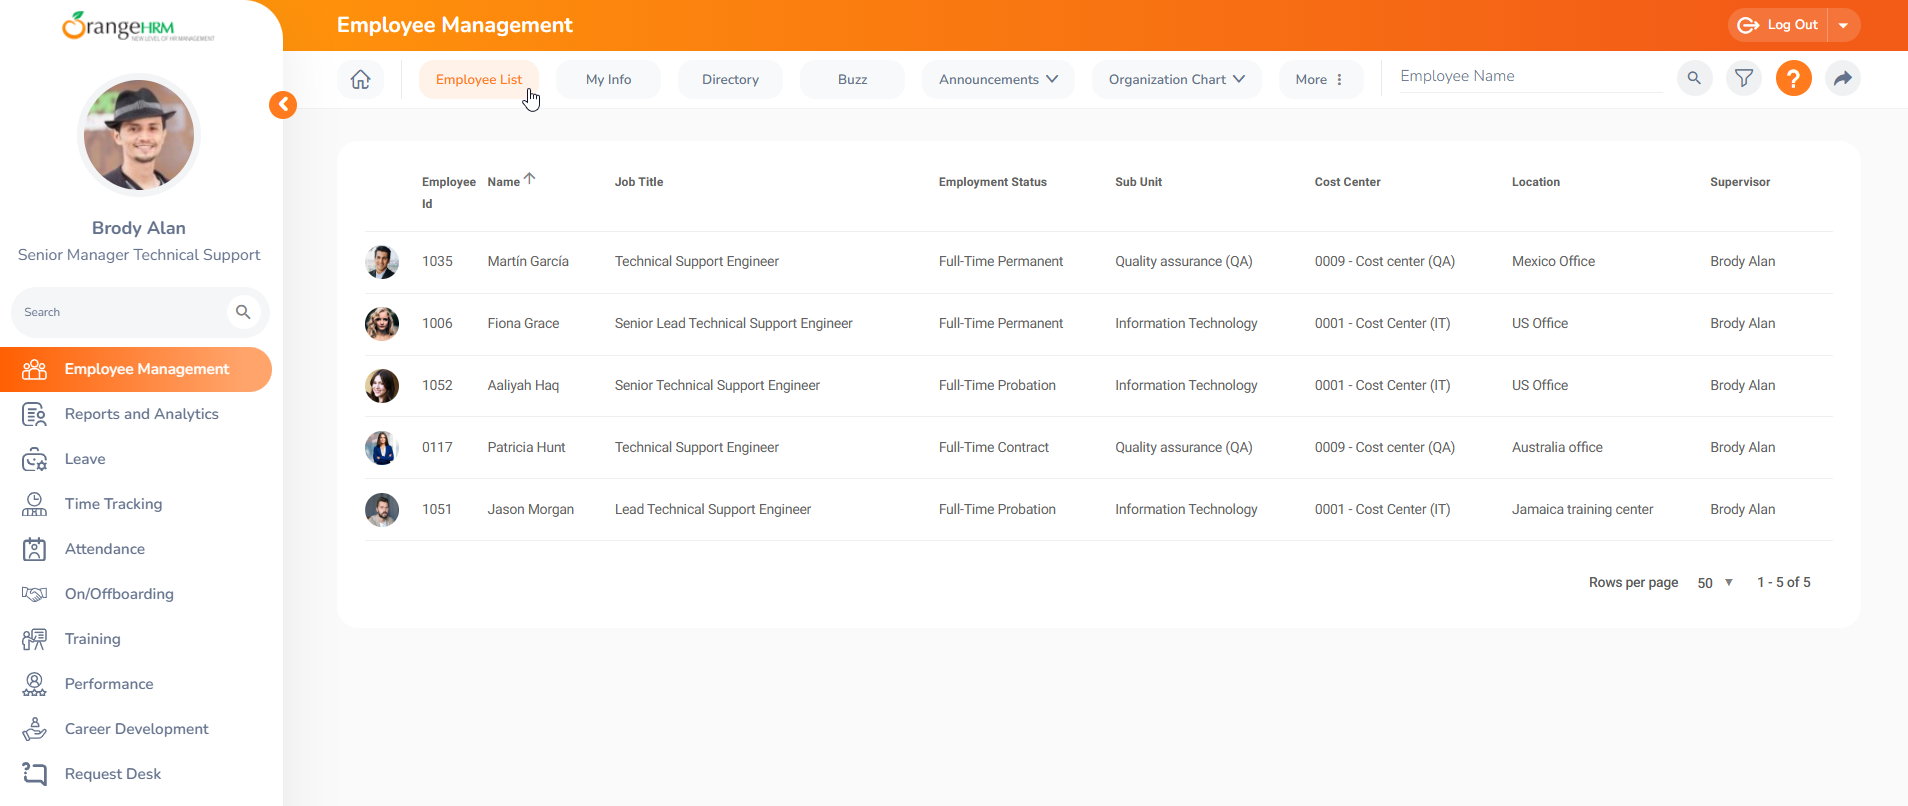 OrangeHRM
NEW LEVEL OF HR MANAGEMENT
Employee Management
Log Out
Employee List
My Info
Directory
Buzz
Announcements
Organization Chart
More
Employee Name
?
Brody Alan
Senior Manager Technical Support
Search
Employee Management
Reports and Analytics
Leave
Time Tracking
Attendance
On/Offboarding
Training
Performance
Career Development
Request Desk
Employee Id Name Job Title Employment Status Sub Unit Cost Center Location Supervisor
1035 Martín García Technical Support Engineer Full-Time Permanent Quality assurance (QA) 0009 - Cost center (QA) Mexico Office Brody Alan
1006 Fiona Grace Senior Lead Technical Support Engineer Full-Time Permanent Information Technology 0001 - Cost Center (IT) US Office Brody Alan
1052 Aaliyah Haq Senior Technical Support Engineer Full-Time Probation Information Technology 0001 - Cost Center (IT) US Office Brody Alan
0117 Patricia Hunt Technical Support Engineer Full-Time Contract Quality assurance (QA) 0009 - Cost center (QA) Australia office Brody Alan
1051 Jason Morgan Lead Technical Support Engineer Full-Time Probation Information Technology 0001 - Cost Center (IT) Jamaica training center Brody Alan
Rows per page 50 1 - 5 of 5